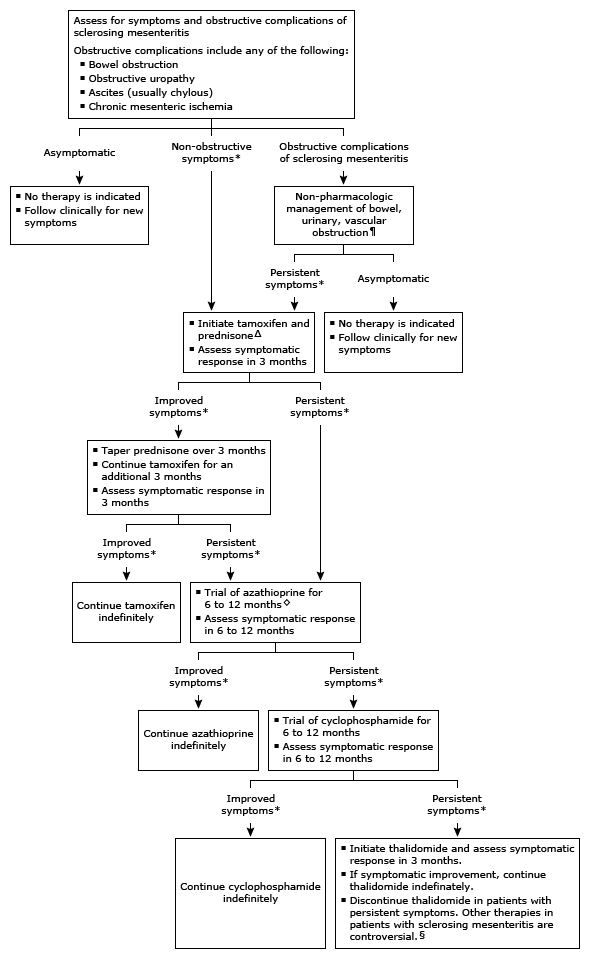 Assess for symptoms and obstructive complications of
sclerosing mesenteritis
Obstructive complications include any of the following:
▪ Bowel obstruction
▪ Obstructive uropathy
▪ Ascites (usually chylous)
▪ Chronic mesenteric ischemia
Asymptomatic
Non-obstructive
symptoms*
Obstructive complications
of sclerosing mesenteritis
▪ No therapy is indicated
▪ Follow clinically for new
symptoms
Non-pharmacologic
management of bowel,
urinary, vascular
obstruction¶
Persistent
symptoms*
Asymptomatic
▪ Initiate tamoxifen and
prednisoneΔ
▪ Assess symptomatic
response in 3 months
▪ No therapy is indicated
▪ Follow clinically for new
symptoms
Improved
symptoms*
Persistent
symptoms*
▪ Taper prednisone over 3 months
▪ Continue tamoxifen for an
additional 3 months
▪ Assess symptomatic response in
3 months
Improved
symptoms*
Persistent
symptoms*
Continue tamoxifen
indefinitely
▪ Trial of azathioprine for
6 to 12 months◇
▪ Assess symptomatic response
in 6 to 12 months
Improved
symptoms*
Persistent
symptoms*
Continue azathioprine
indefinitely
▪ Trial of cyclophosphamide for
6 to 12 months
▪ Assess symptomatic response
in 6 to 12 months
Improved
symptoms*
Persistent
symptoms*
Continue cyclophosphamide
indefinitely
▪ Initiate thalidomide and assess symptomatic
response in 3 months.
▪ If symptomatic improvement, continue
thalidomide indefinately.
▪ Discontinue thalidomide in patients with
persistent symptoms. Other therapies in
patients with sclerosing mesenteritis are
controversial.§